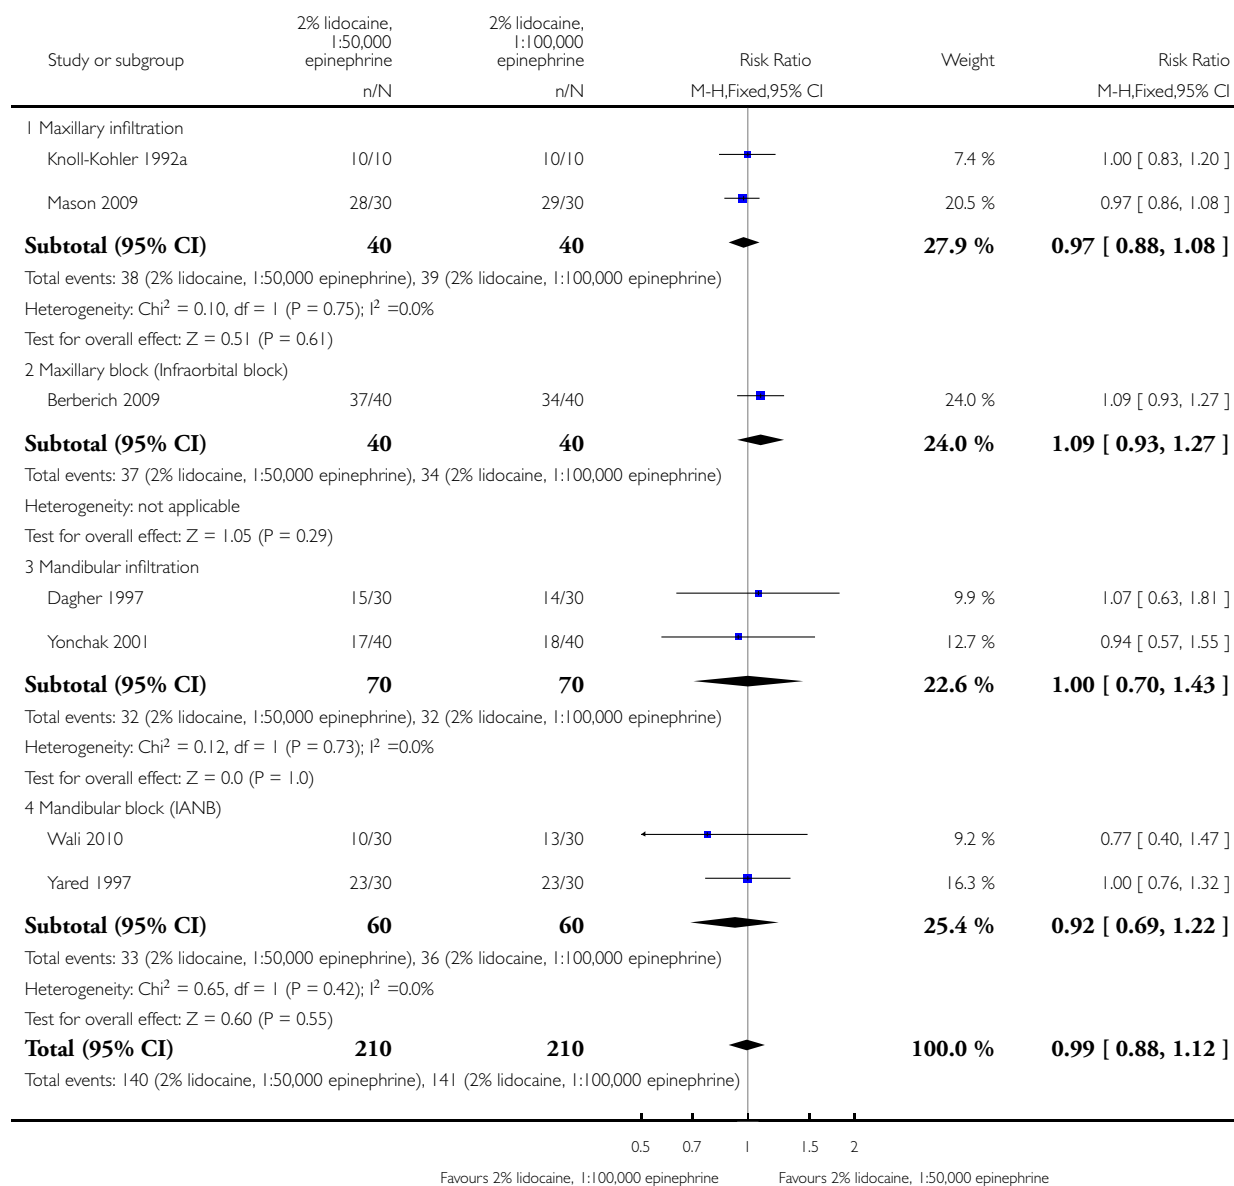 2% lidocaine,
1:50,000
epinephrine
2% lidocaine,
1:100,000
epinephrine
Study or subgroup Risk Ratio Weight Risk Ratio
n/N n/N M-H,Fixed,95% CI M-H,Fixed,95% CI
1 Maxillary infiltration
Knoll-Kohler 1992a 10/10 10/10 7.4 % 1.00 [ 0.83, 1.20 ]
Mason 2009 28/30 29/30 20.5 % 0.97 [ 0.86, 1.08 ]
Subtotal (95% CI) 40 40 27.9 % 0.97 [ 0.88, 1.08 ]
Total events: 38 (2% lidocaine, 1:50,000 epinephrine), 39 (2% lidocaine, 1:100,000 epinephrine)
Heterogeneity: Chi² = 0.10, df = 1 (P = 0.75); I² =0.0%
Test for overall effect: Z = 0.51 (P = 0.61)
2 Maxillary block (Infraorbital block)
Berberich 2009 37/40 34/40 24.0 % 1.09 [ 0.93, 1.27 ]
Subtotal (95% CI) 40 40 24.0 % 1.09 [ 0.93, 1.27 ]
Total events: 37 (2% lidocaine, 1:50,000 epinephrine), 34 (2% lidocaine, 1:100,000 epinephrine)
Heterogeneity: not applicable
Test for overall effect: Z = 1.05 (P = 0.29)
3 Mandibular infiltration
Dagher 1997 15/30 14/30 9.9 % 1.07 [ 0.63, 1.81 ]
Yonchak 2001 17/40 18/40 12.7 % 0.94 [ 0.57, 1.55 ]
Subtotal (95% CI) 70 70 22.6 % 1.00 [ 0.70, 1.43 ]
Total events: 32 (2% lidocaine, 1:50,000 epinephrine), 32 (2% lidocaine, 1:100,000 epinephrine)
Heterogeneity: Chi² = 0.12, df = 1 (P = 0.73); I² =0.0%
Test for overall effect: Z = 0.0 (P = 1.0)
4 Mandibular block (IANB)
Wali 2010 10/30 13/30 9.2 % 0.77 [ 0.40, 1.47 ]
Yared 1997 23/30 23/30 16.3 % 1.00 [ 0.76, 1.32 ]
Subtotal (95% CI) 60 60 25.4 % 0.92 [ 0.69, 1.22 ]
Total events: 33 (2% lidocaine, 1:50,000 epinephrine), 36 (2% lidocaine, 1:100,000 epinephrine)
Heterogeneity: Chi² = 0.65, df = 1 (P = 0.42); I² =0.0%
Test for overall effect: Z = 0.60 (P = 0.55)
Total (95% CI) 210 210 100.0 % 0.99 [ 0.88, 1.12 ]
Total events: 140 (2% lidocaine, 1:50,000 epinephrine), 141 (2% lidocaine, 1:100,000 epinephrine)
0.5 0.7 1 1.5 2
Favours 2% lidocaine, 1:100,000 epinephrine Favours 2% lidocaine, 1:50,000 epinephrine